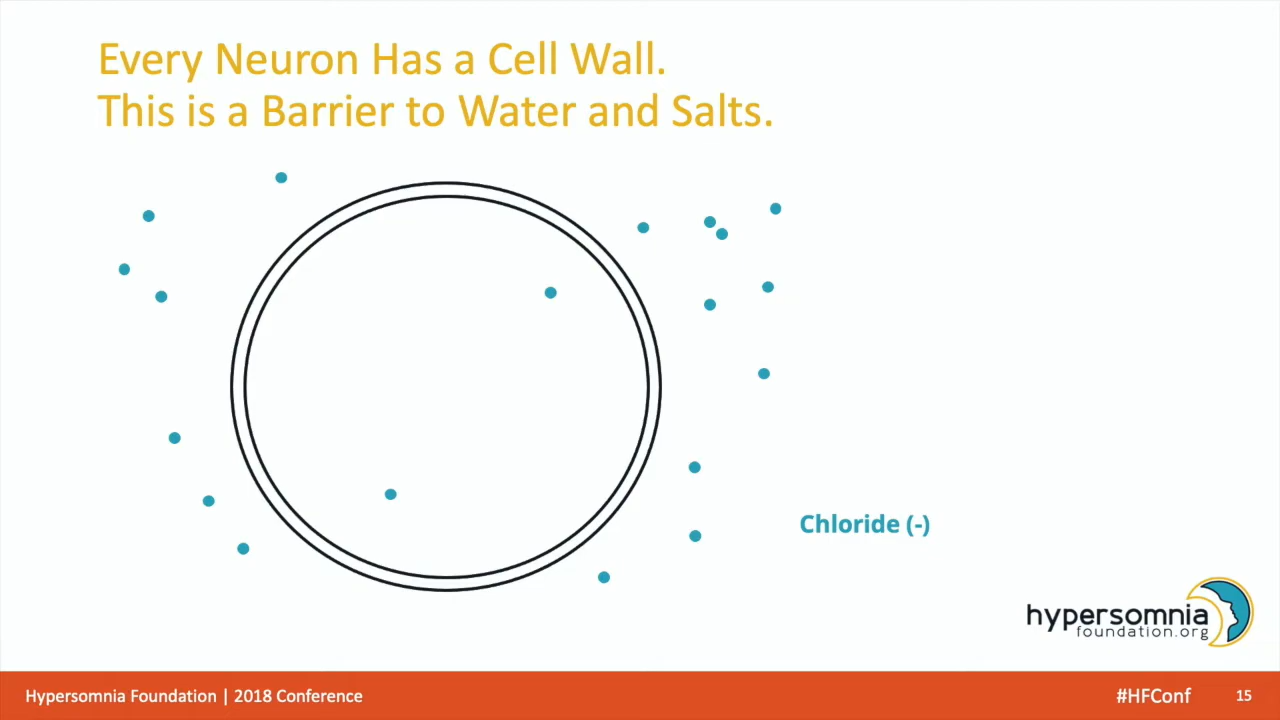 Every Neuron Has a Cell Wall.
This is a Barrier to Water and Salts.
Chloride (-)
hypersomnia
foundation.org
Hypersomnia Foundation | 2018 Conference
#HFConf
15